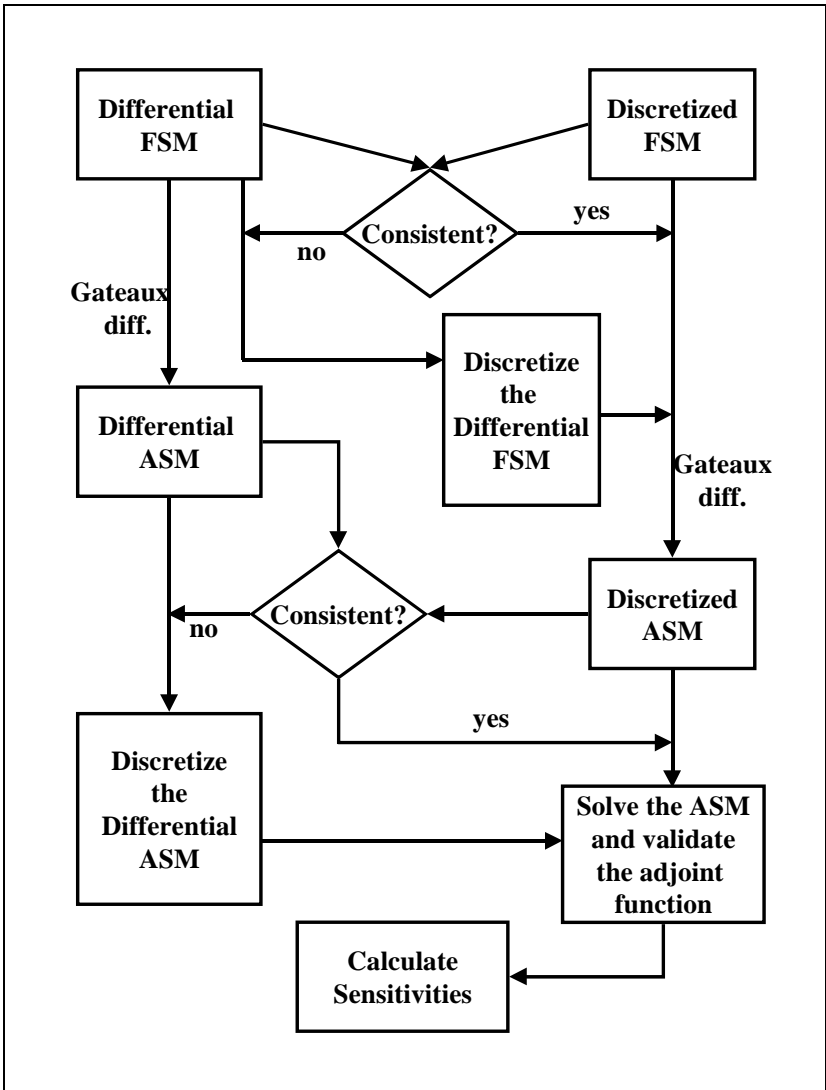 Differential
FSM
Discretized
FSM
Consistent?
yes
no
Gateaux
diff.
Discretize
the
Differential
FSM
Differential
ASM
Gateaux
diff.
Consistent?
no
Discretized
ASM
yes
Discretize
the
Differential
ASM
Solve the ASM
and validate
the adjoint
function
Calculate
Sensitivities